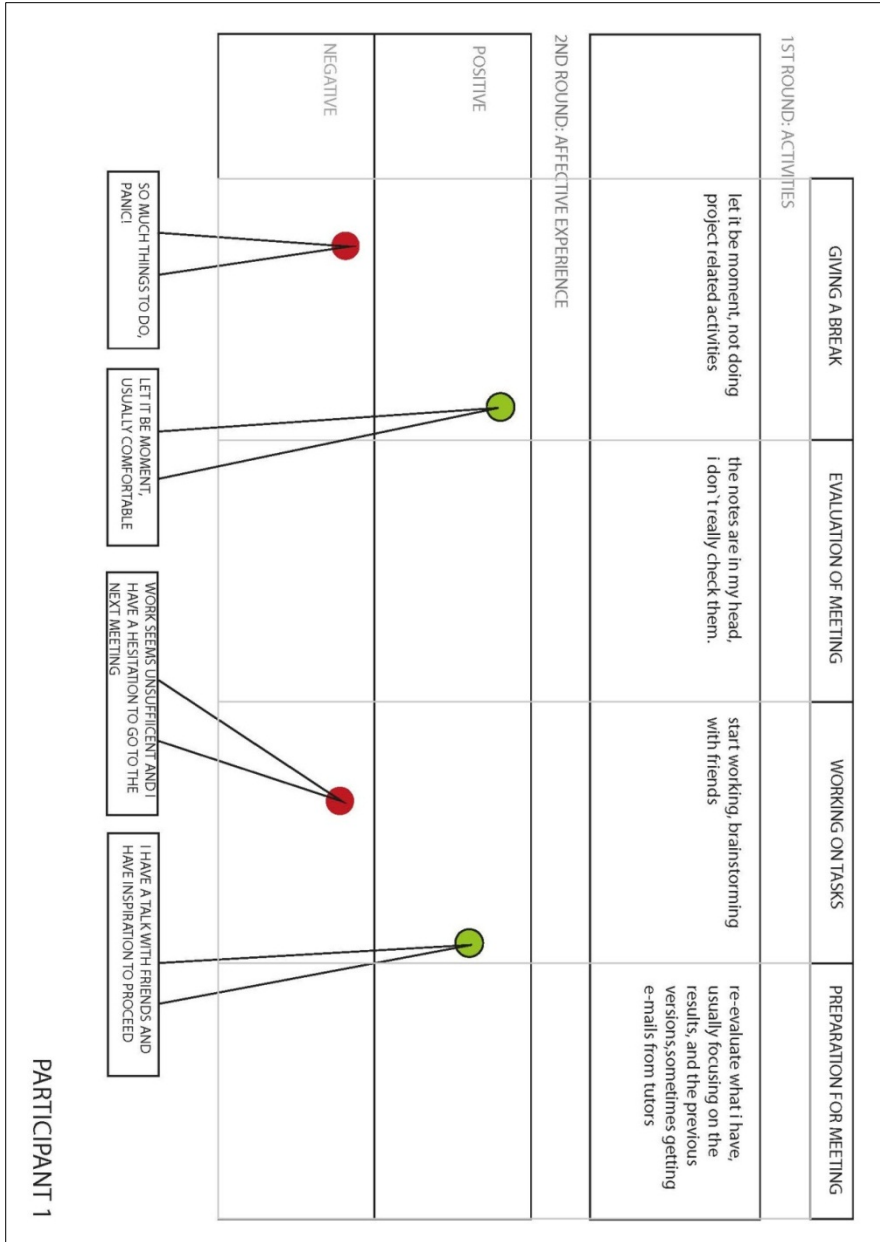 1ST ROUND: ACTIVITIES
GIVING A BREAK
EVALUATION OF MEETING
WORKING ON TASKS
PREPARATION FOR MEETING
let it be moment, not doing
project related activities
the notes are in my head,
i don`t really check them.
start working, brainstorming
with friends
re-evaluate what i have,
usually focusing on the
results, and the previous
versions,sometimes getting
e-mails from tutors
2ND ROUND: AFFECTIVE EXPERIENCE
POSITIVE
NEGATIVE
SO MUCH THINGS TO DO,
PANIC!
LET IT BE MOMENT,
USUALLY COMFORTABLE
WORK SEEMS UNSUFIICENT AND I
HAVE A HESITATION TO GO TO THE
NEXT MEETING
I HAVE A TALK WITH FRIENDS AND
HAVE INSPIRATION TO PROCEED
PARTICIPANT 1